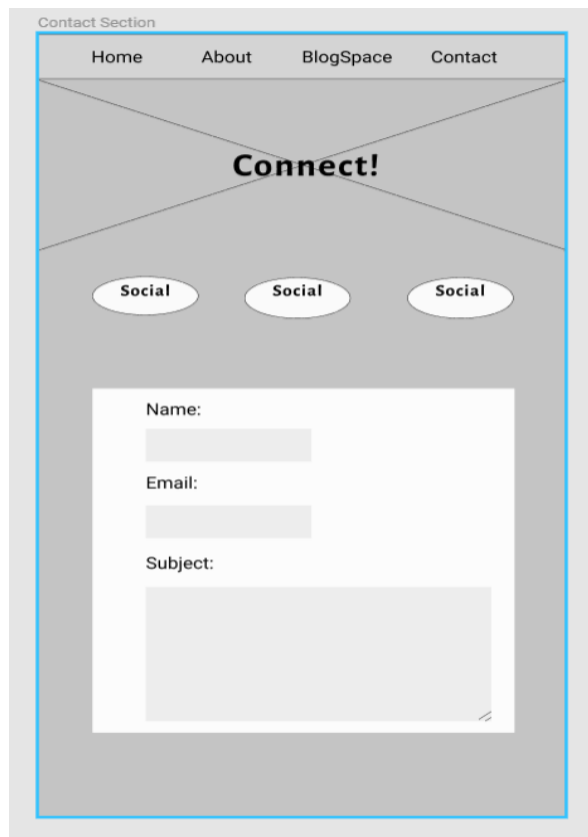 Contact Section
Home About BlogSpace Contact
Connect!
Social Social Social
Name:
Email:
Subject: